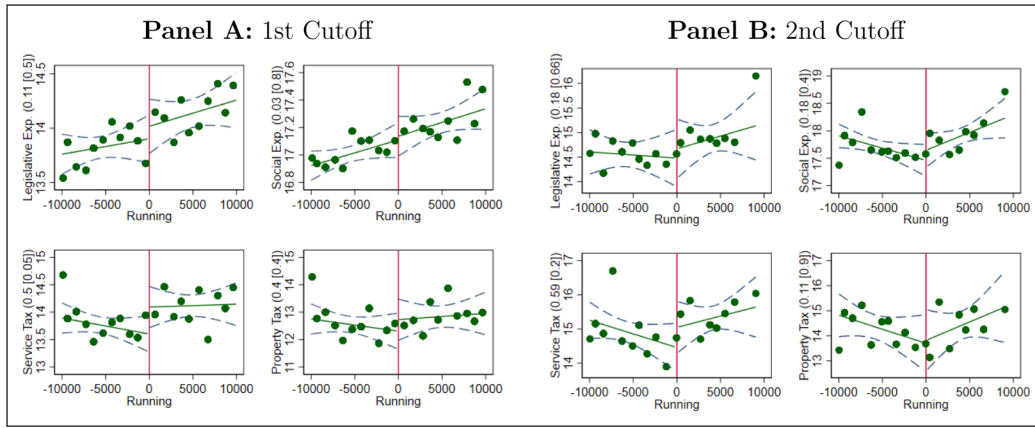 Panel A: 1st Cutoff
Legislative Exp. (0.11 [0.5])
13.5 14 14.5
-10000 -5000 0 5000 10000
Running
Social Exp. (0.03 [0.8])
16.8 17 17.2 17.4 17.6
-10000 -5000 0 5000 10000
Running
Service Tax (0.5 [0.05])
13 13.5 14 14.5 15
-10000 -5000 0 5000 10000
Running
Property Tax (0.4 [0.4])
11 12 13 14 15
-10000 -5000 0 5000 10000
Running
Panel B: 2nd Cutoff
Legislative Exp. (0.18 [0.66])
14 14.5 15 15.5 16
-10000 -5000 0 5000 10000
Running
Social Exp. (0.18 [0.4])
17 17.5 18 18.5 19
-10000 -5000 0 5000 10000
Running
Service Tax (0.59 [0.2])
14 15 16 17
-10000 -5000 0 5000 10000
Running
Property Tax (0.11 [0.9])
13 14 15 16 17
-10000 -5000 0 5000 10000
Running